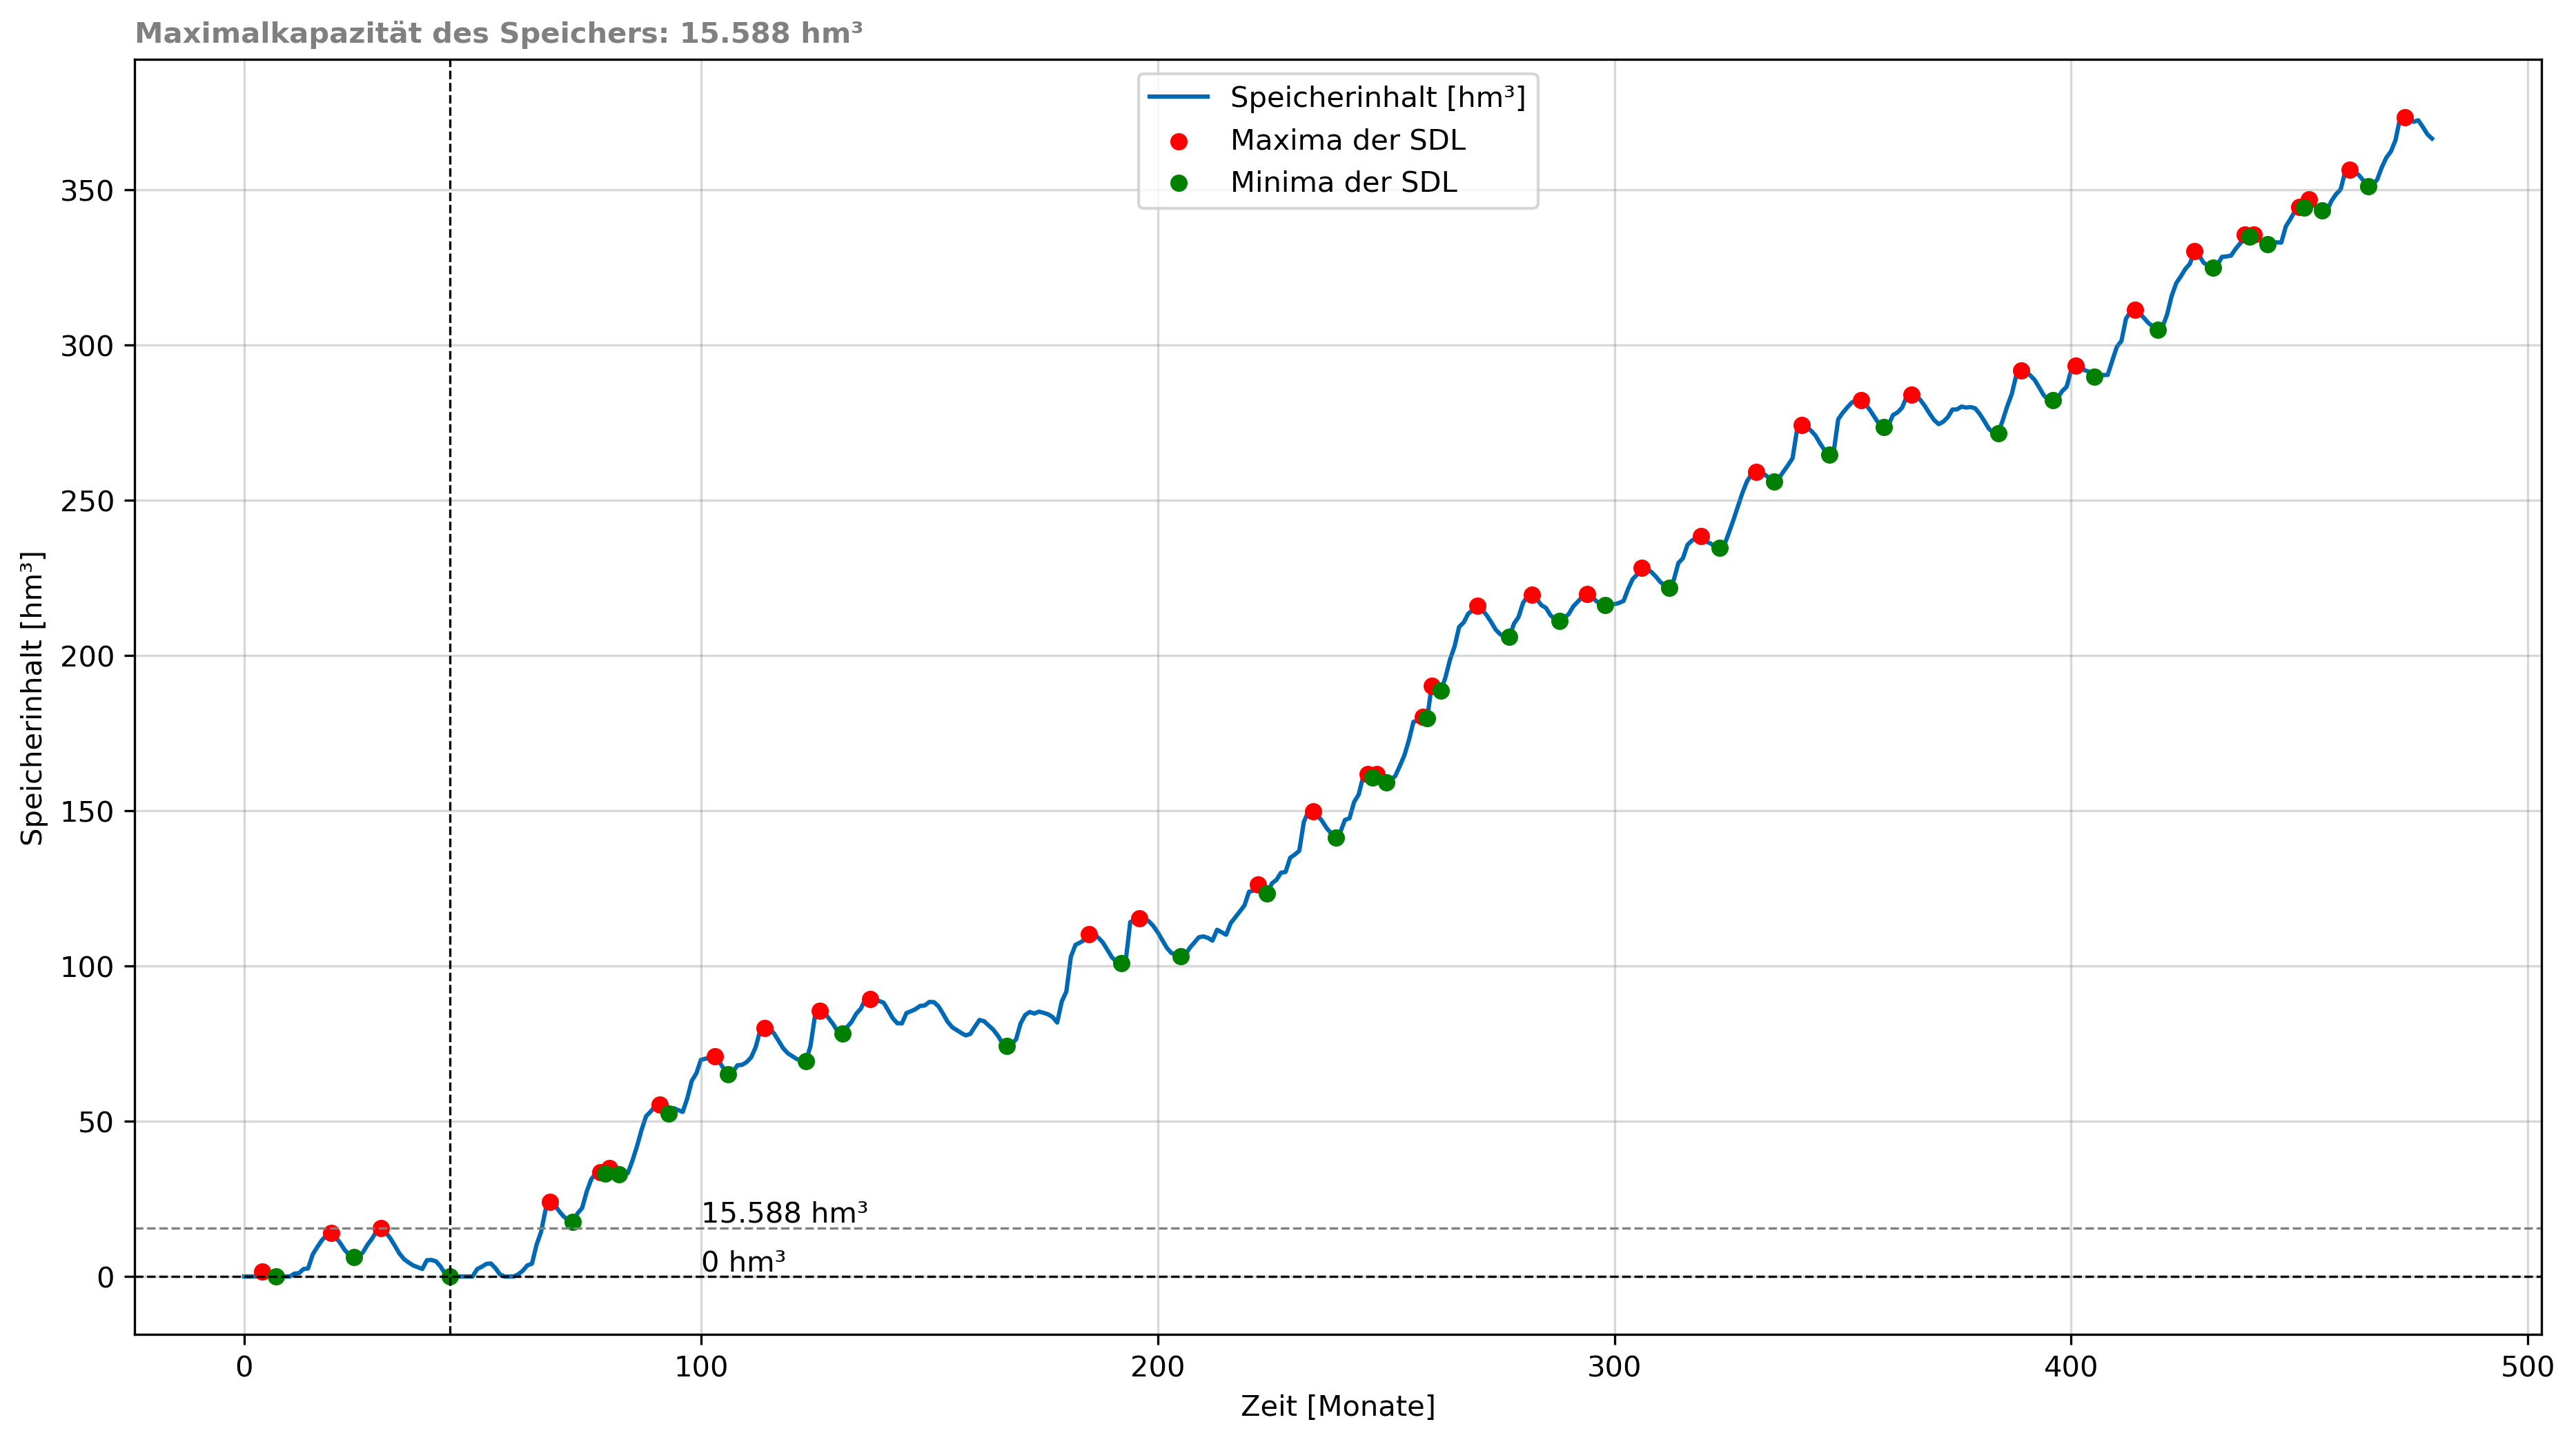 Maximalkapazität des Speichers: 15.588 hm³
Speicherinhalt [hm³]
Maxima der SDL
Minima der SDL
350
300
250
200
150
100
50
0
Speicherinhalt [hm³]
15.588 hm³
0 hm³
0
100
200
300
400
500
Zeit [Monate]